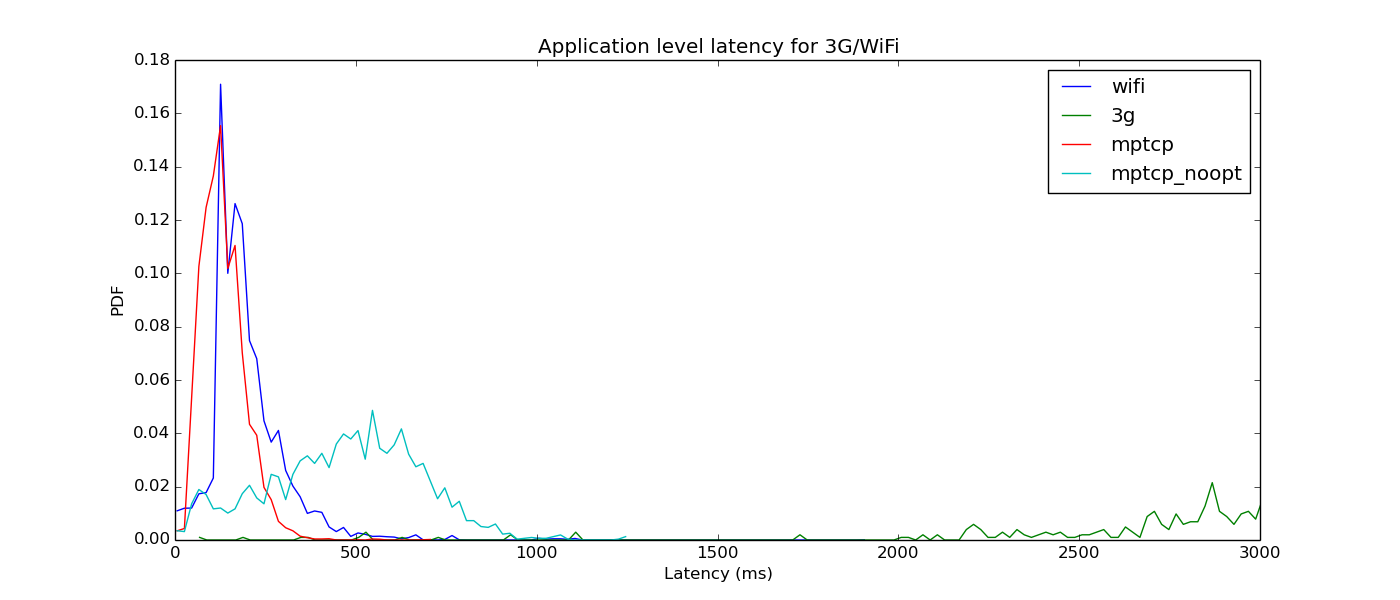 Application level latency for 3G/WiFi
0.18
0.16
0.14
0.12
0.10
0.08
0.06
0.04
0.02
0.00
PDF
wifi
3g
mptcp
mptcp_noopt
0 500 1000 1500 2000 2500 3000
Latency (ms)